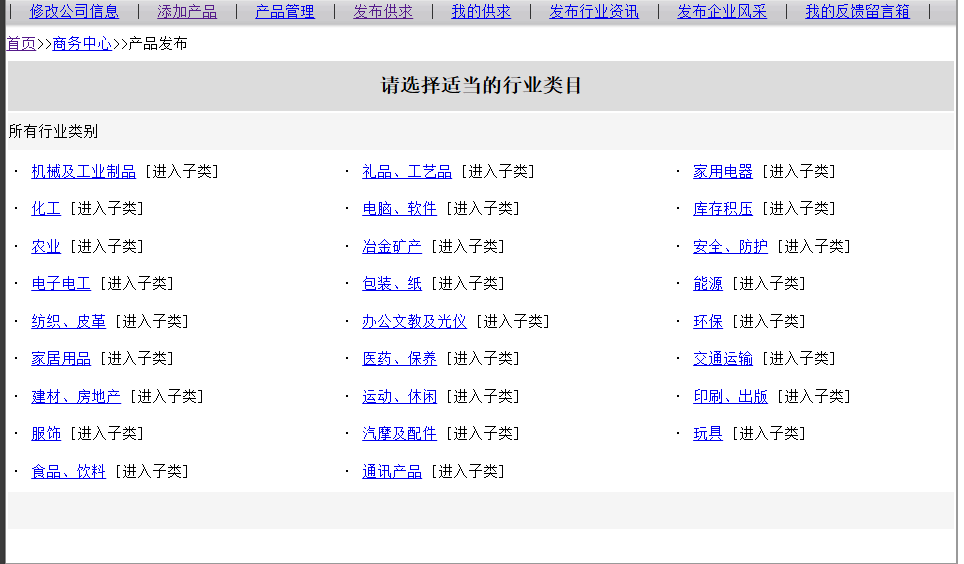 | 修改公司信息 | 添加产品 | 产品管理 | 发布供求 | 我的供求 | 发布行业资讯 | 发布企业风采 | 我的反馈留言箱 |
首页>>商务中心>>产品发布
请选择适当的行业类目
所有行业类别
· 机械及工业制品 [进入子类] · 礼品、工艺品 [进入子类] · 家用电器 [进入子类]
· 化工 [进入子类] · 电脑、软件 [进入子类] · 库存积压 [进入子类]
· 农业 [进入子类] · 冶金矿产 [进入子类] · 安全、防护 [进入子类]
· 电子电工 [进入子类] · 包装、纸 [进入子类] · 能源 [进入子类]
· 纺织、皮革 [进入子类] · 办公文教及光仪 [进入子类] · 环保 [进入子类]
· 家居用品 [进入子类] · 医药、保养 [进入子类] · 交通运输 [进入子类]
· 建材、房地产 [进入子类] · 运动、休闲 [进入子类] · 印刷、出版 [进入子类]
· 服饰 [进入子类] · 汽摩及配件 [进入子类] · 玩具 [进入子类]
· 食品、饮料 [进入子类] · 通讯产品 [进入子类]